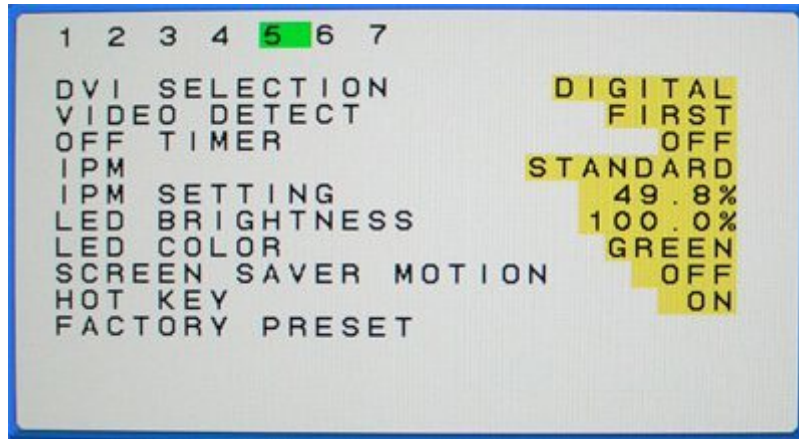 1 2 3 4 5 6 7
DVI SELECTION DIGITAL
VIDEO DETECT FIRST
OFF TIMER OFF
IPM STANDARD
IPM SETTING 49.8%
LED BRIGHTNESS 100.0%
LED COLOR GREEN
SCREEN SAVER MOTION OFF
HOT KEY ON
FACTORY PRESET